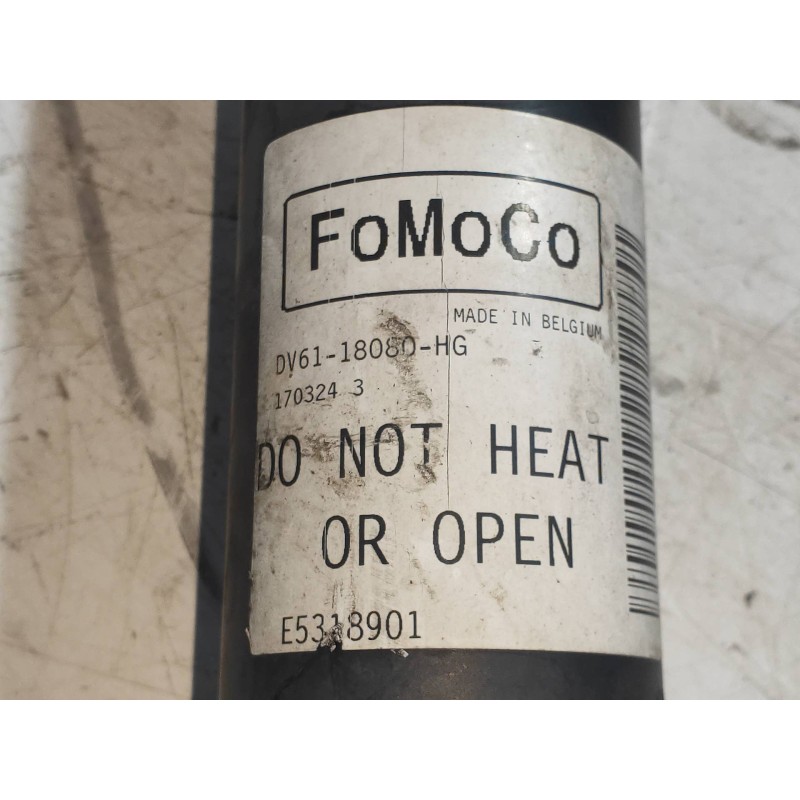 FoMoCo
MADE IN BELGIUM
DV61-18080-HG
170324 3
DO NOT HEAT
OR OPEN
E5318901